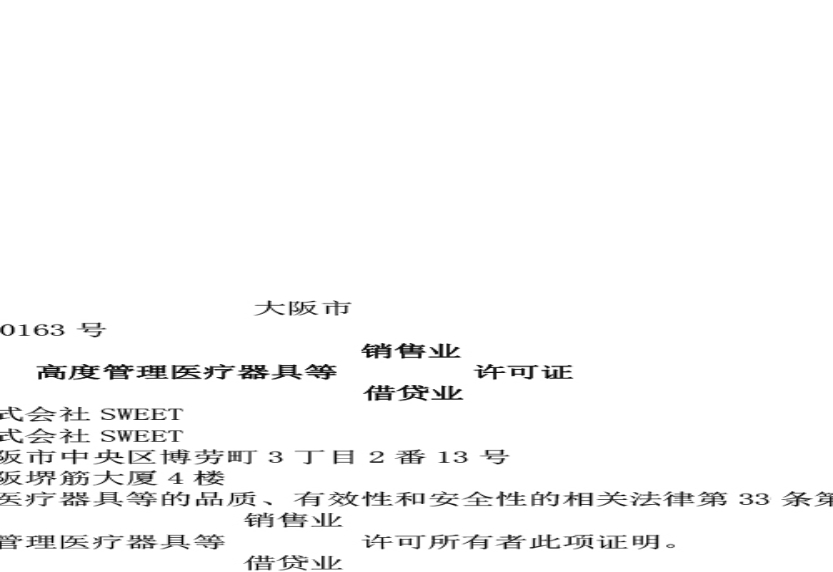 大阪市
0163 号
销售业
高度管理医疗器具等 许可证
借贷业
式会社 SWEET
式会社 SWEET
阪市中央区博劳町 3 丁目 2 番 13 号
阪堺筋大厦 4 楼
医疗器具等的品质、有效性和安全性的相关法律第 33 条第
销售业
管理医疗器具等 许可所有者此项证明。
借贷业